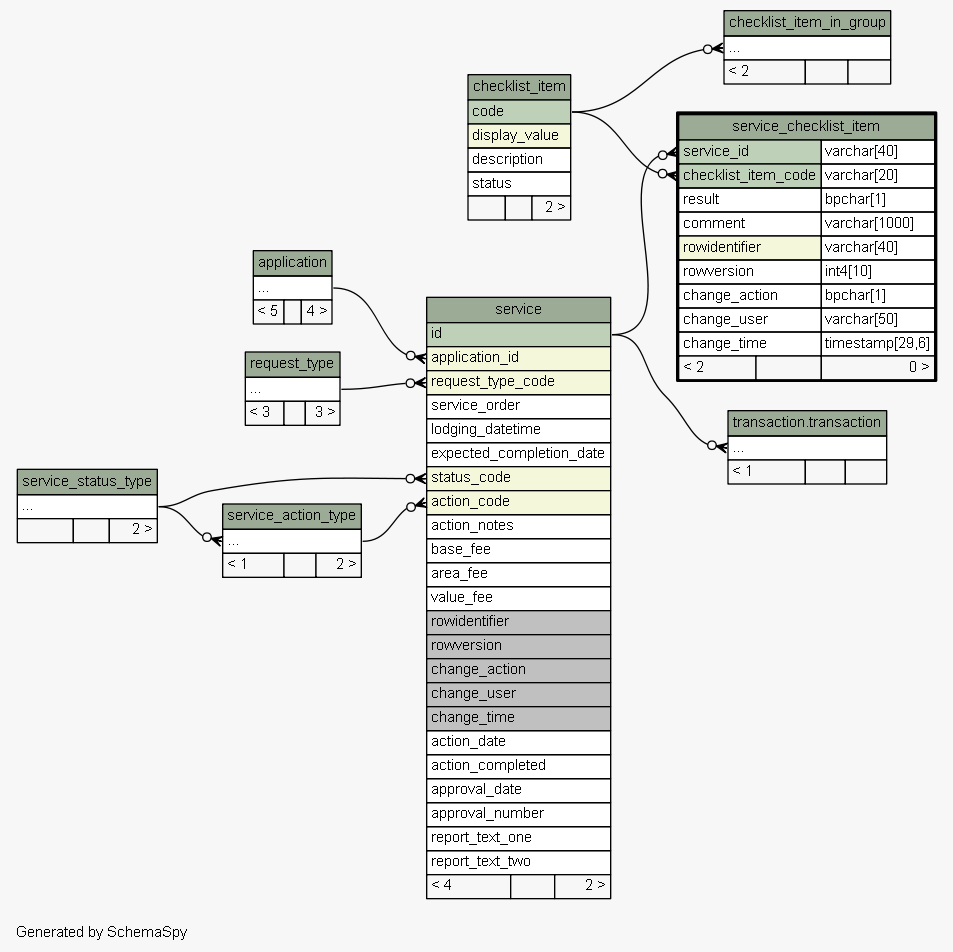 checklist_item_in_group
...
< 2
checklist_item
code
display_value
description
status
2 >
service_checklist_item
service_id varchar[40]
checklist_item_code varchar[20]
result bpchar[1]
comment varchar[1000]
rowidentifier varchar[40]
rowversion int4[10]
change_action bpchar[1]
change_user varchar[50]
change_time timestamp[29,6]
< 2 0 >
application
...
< 5 4 >
request_type
...
< 3 3 >
service
id
application_id
request_type_code
service_order
lodging_datetime
expected_completion_date
status_code
action_code
action_notes
base_fee
area_fee
value_fee
rowidentifier
rowversion
change_action
change_user
change_time
action_date
action_completed
approval_date
approval_number
report_text_one
report_text_two
< 4 2 >
transaction.transaction
...
< 1
service_status_type
...
2 >
service_action_type
...
< 1 2 >
Generated by SchemaSpy